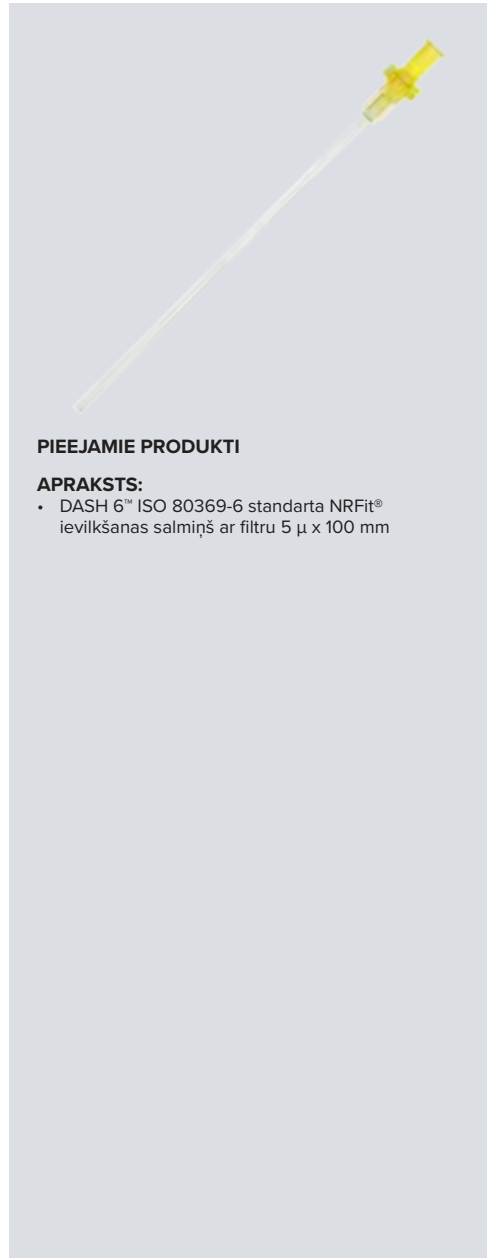 PIEEJAMIE PRODUKTI
APRAKSTS:
• DASH 6™ ISO 80369-6 standarta NRFit®
ievilkšanas salmiņš ar filtru 5 µ x 100 mm